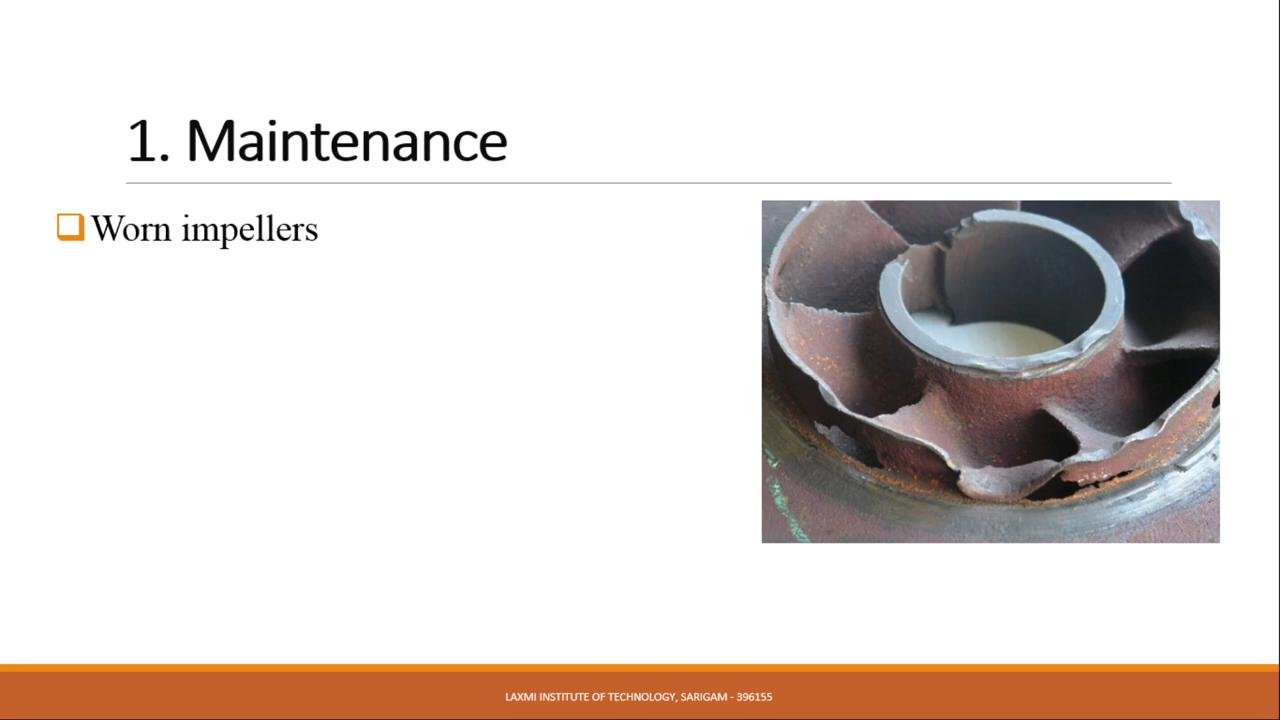 1. Maintenance
Worn impellers
LAXMI INSTITUTE OF TECHNOLOGY, SARIGAM - 396155